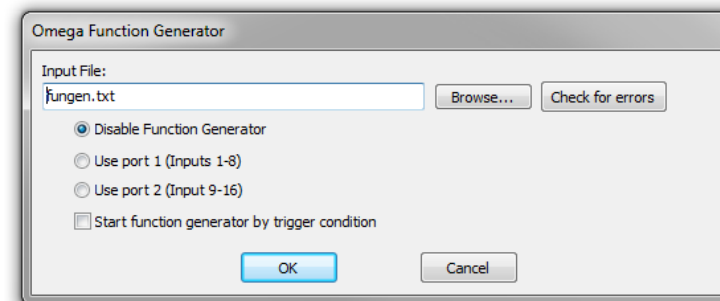 Omega Function Generator
Input File:
fungen.txt Browse... Check for errors
Disable Function Generator
Use port 1 (Inputs 1-8)
Use port 2 (Input 9-16)
Start function generator by trigger condition
OK Cancel